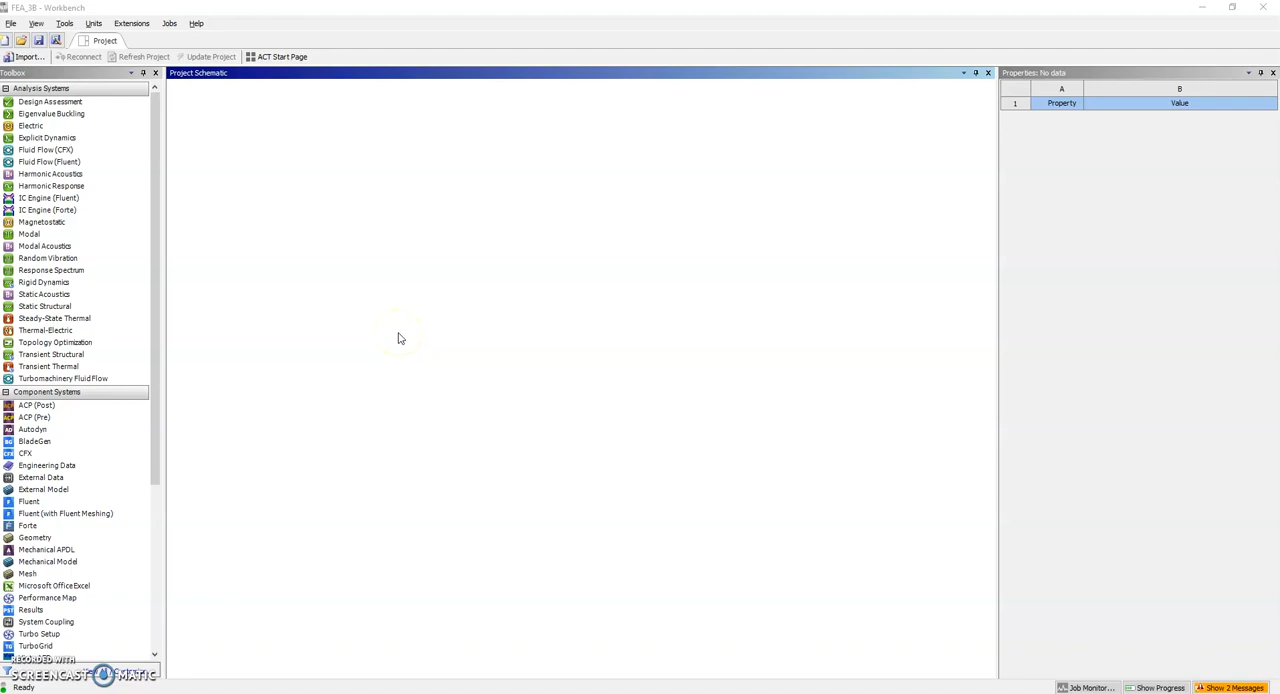 FEA_3B - Workbench
File View Tools Units Extensions Jobs Help
Project
Import... Reconnect Refresh Project Update Project ACT Start Page
Toolbox
Analysis Systems
Design Assessment
Eigenvalue Buckling
Electric
Explicit Dynamics
Fluid Flow (CFX)
Fluid Flow (Fluent)
Harmonic Acoustics
Harmonic Response
IC Engine (Fluent)
IC Engine (Forte)
Magnetostatic
Modal
Modal Acoustics
Random Vibration
Response Spectrum
Rigid Dynamics
Static Acoustics
Static Structural
Steady-State Thermal
Thermal-Electric
Topology Optimization
Transient Structural
Transient Thermal
Turbomachinery Fluid Flow
Component Systems
ACP (Post)
ACP (Pre)
Autodyn
BladeGen
CFX
Engineering Data
External Data
External Model
Fluent
Fluent (with Fluent Meshing)
Forte
Geometry
Mechanical APDL
Mechanical Model
Mesh
Microsoft Office Excel
Performance Map
Results
System Coupling
Turbo Setup
TurboGrid
RECORDED WITH
SCREENCAST MATIC
Ready
Project Schematic
Properties: No data
A B
1 Property Value
Job Monitor... Show Progress Show 2 Messages